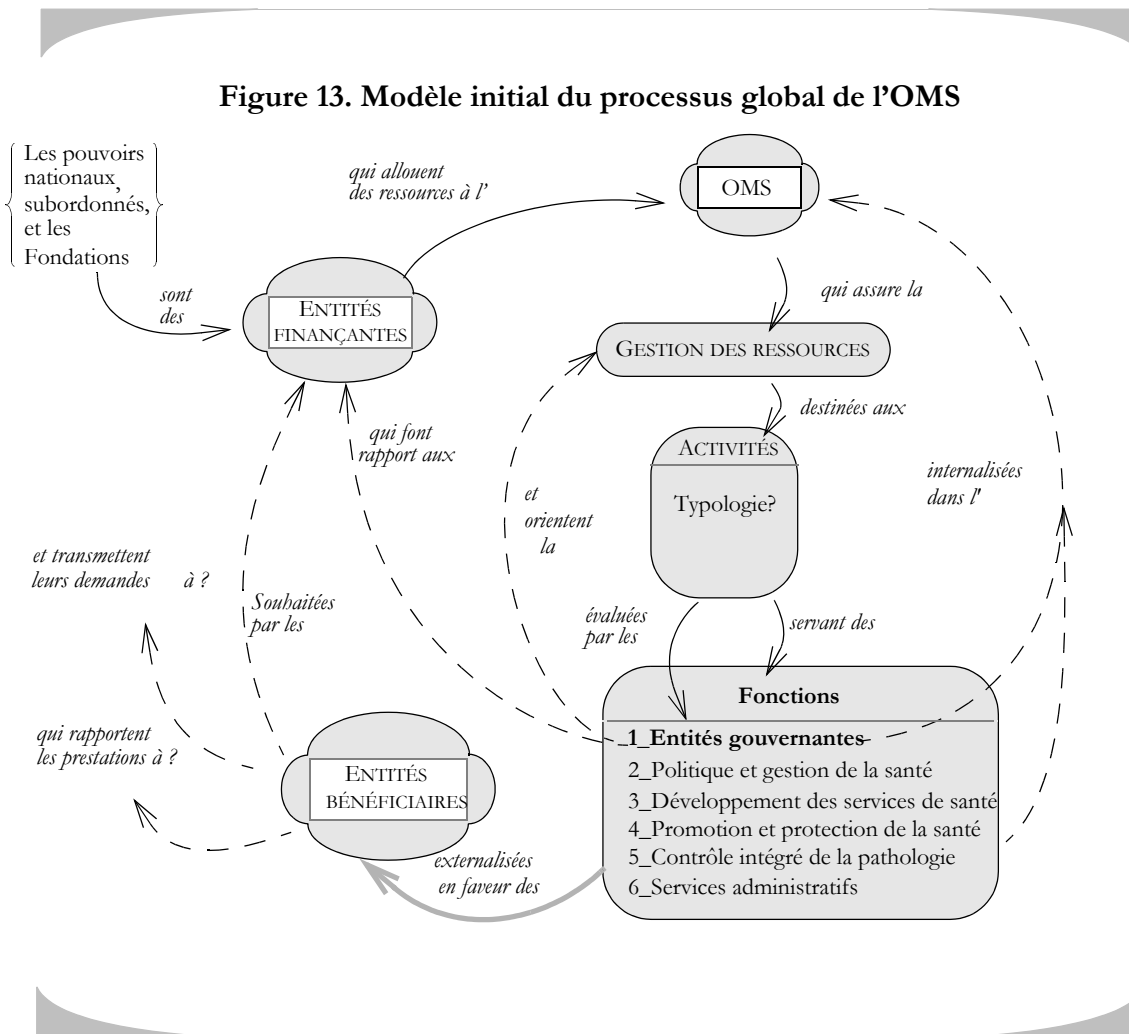 Figure 13. Modèle initial du processus global de l’OMS
Les pouvoirs
nationaux,
subordonnés,
et les
Fondations
sont
des
ENTITÉS
FINANÇANTES
qui allouent
des ressources à l’
OMS
qui assure la
GESTION DES RESSOURCES
destinées aux
ACTIVITÉS
Typologie?
qui font
rapport aux
et
orientent
la
internalisées
dans l'
et transmettent
leurs demandes à ?
Souhaitées
par les
évaluées
par les
servant des
Fonctions
1_Entités gouvernantes
2_Politique et gestion de la santé
3_Développement des services de santé
4_Promotion et protection de la santé
5_Contrôle intégré de la pathologie
6_Services administratifs
qui rapportent
les prestations à ?
ENTITÉS
BÉNÉFICIAIRES
externalisées
en faveur des